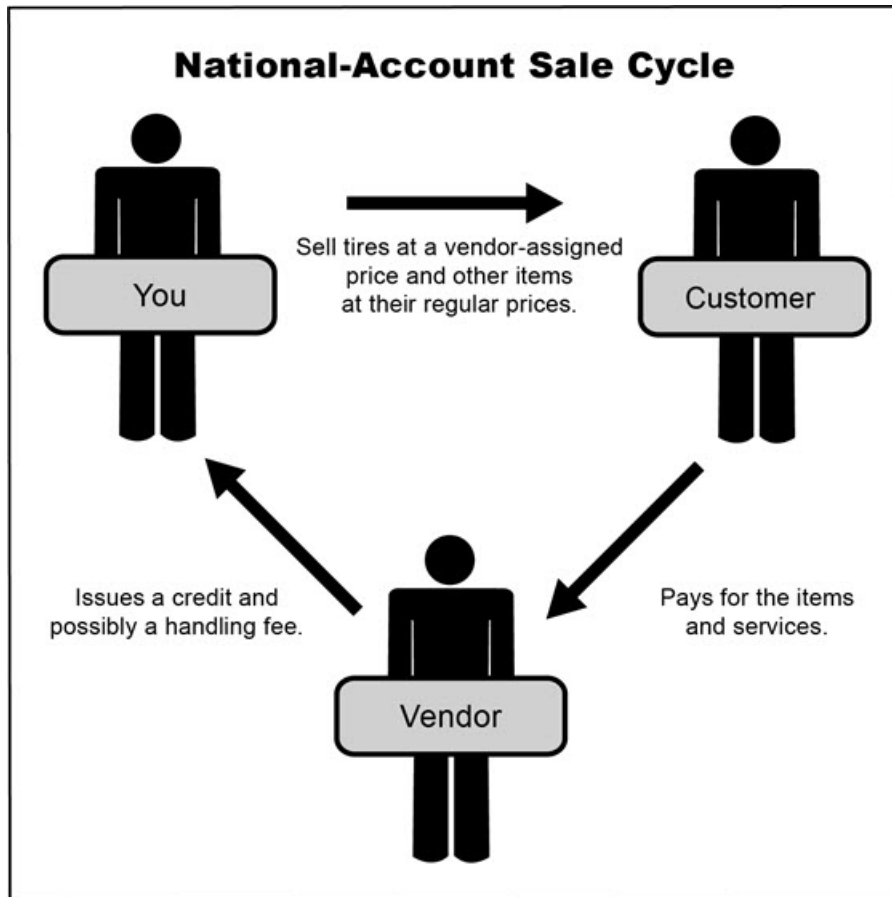 National-Account Sale Cycle
You
Sell tires at a vendor-assigned
price and other items
at their regular prices.
Customer
Issues a credit and
possibly a handling fee.
Pays for the items
and services.
Vendor